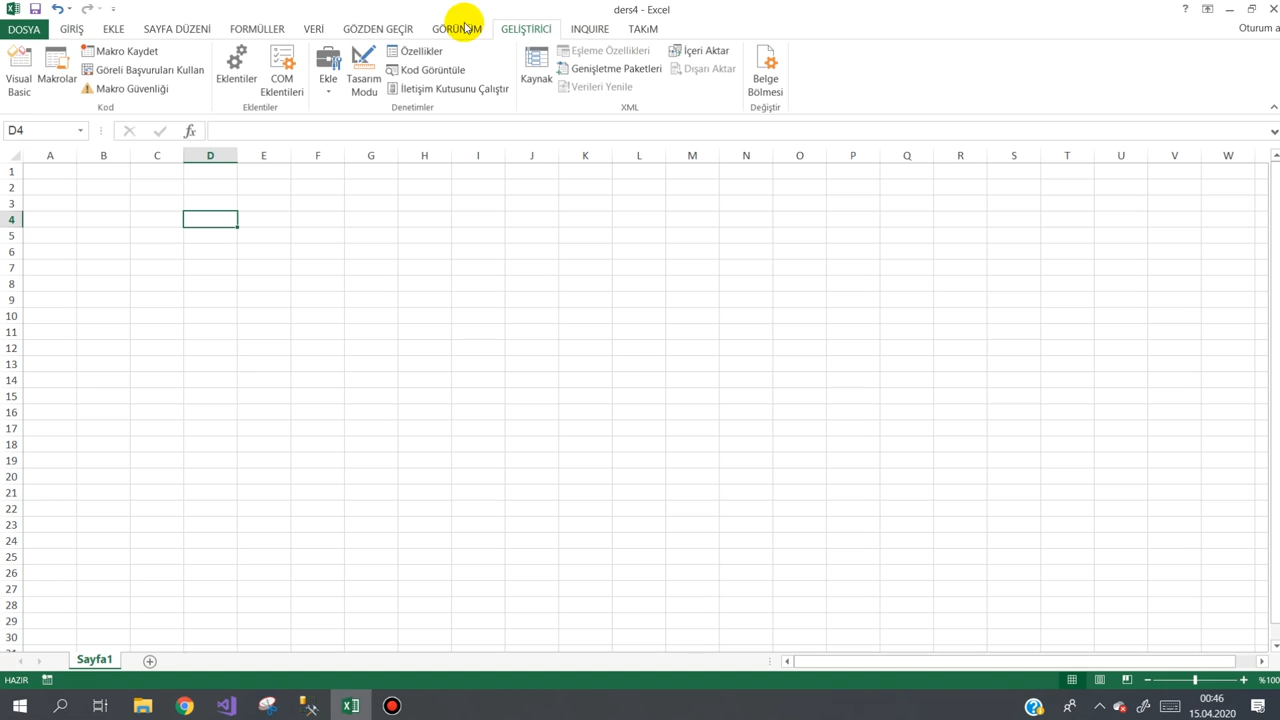 ders4 - Excel
DOSYA GİRİŞ EKLE SAYFA DÜZENİ FORMÜLLER VERİ GÖZDEN GEÇİR GÖRÜNÜM GELİŞTİRİCİ INQUIRE TAKıM Oturum a
Visual Basic
Makrolar
Makro Kaydet
Göreli Başvuruları Kullan
Makro Güvenliği
Kod
Eklentiler
COM Eklentileri
Eklentiler
Ekle
Tasarım Modu
Özellikler
Kod Görüntüle
İletişim Kutusunu Çalıştır
Denetimler
Kaynak
Eşleme Özellikleri
Genişletme Paketleri
Verileri Yenile
İçeri Aktar
Dışarı Aktar
XML
Belge Bölmesi
Değiştir
D4 fx
A B C D E F G H I J K L M N O P Q R S T U V W
1
2
3
4
5
6
7
8
9
10
11
12
13
14
15
16
17
18
19
20
21
22
23
24
25
26
27
28
29
30
Sayfa1
HAZIR %100
00:46
15.04.2020